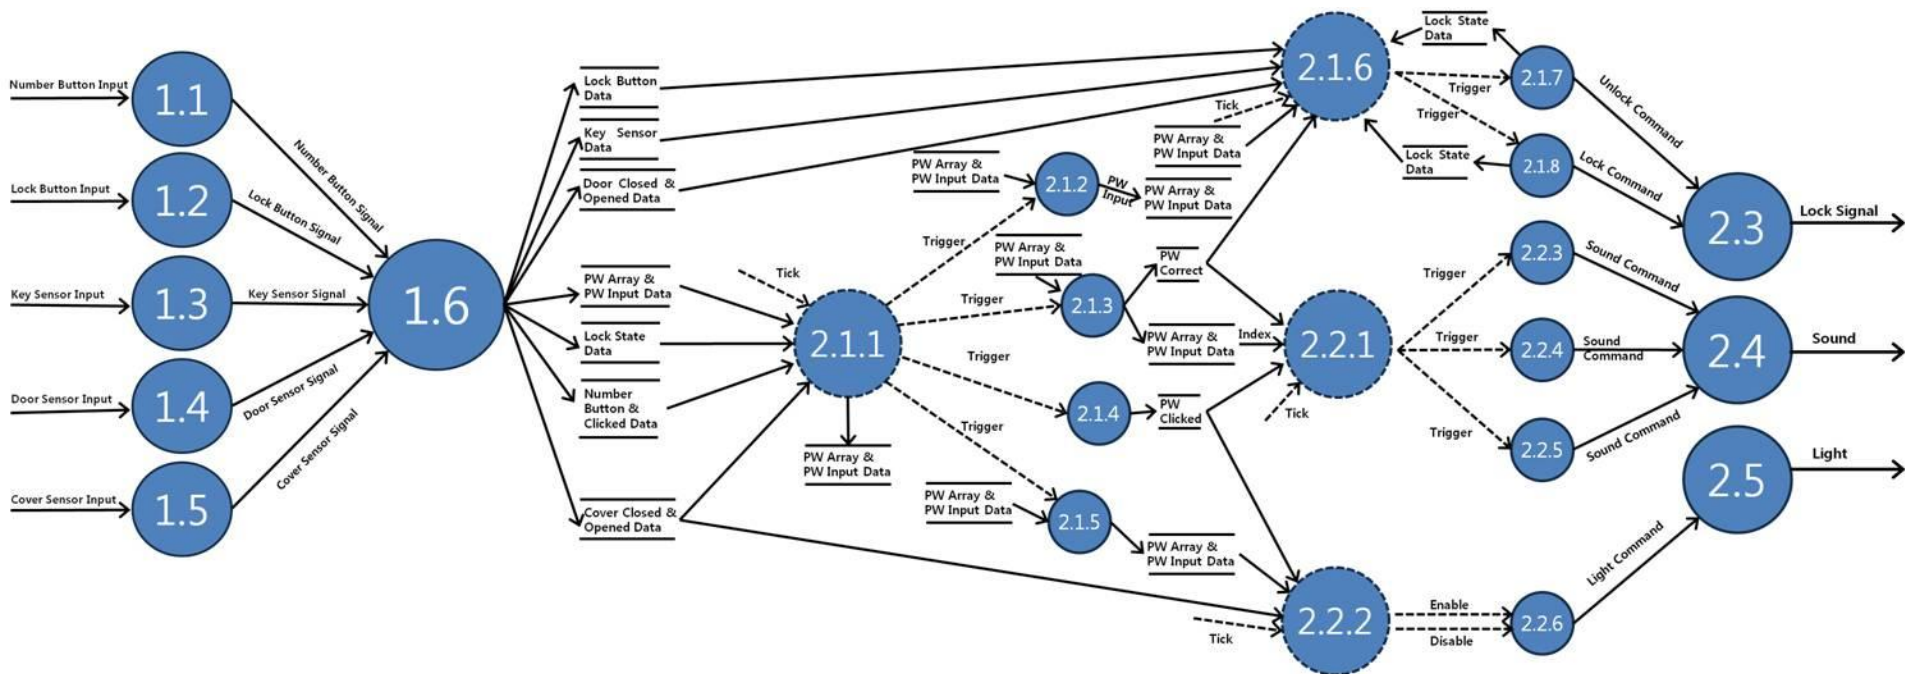 Number Button Input
1.1
Number Button Signal
Lock Button Input
1.2
Lock Button Signal
Key Sensor Input
1.3
Key Sensor Signal
Door Sensor Input
1.4
Door Sensor Signal
Cover Sensor Input
1.5
Cover Sensor Signal
1.6
Lock Button
Data
Key Sensor
Data
Door Closed &
Opened Data
PW Array &
PW Input Data
Lock State
Data
Number
Button &
Clicked Data
Cover Closed &
Opened Data
Tick
2.1.1
PW Array &
PW Input Data
Trigger
Trigger
Trigger
Trigger
PW Array &
PW Input Data
2.1.2
PW
Input
PW Array &
PW Input Data
PW Array &
PW Input Data
2.1.3
PW
Correct
PW Array &
PW Input Data
Index
2.1.4
PW
Clicked
PW Array &
PW Input Data
2.1.5
PW Array &
PW Input Data
Tick
PW Array &
PW Input Data
2.1.6
Lock State
Data
Trigger
Trigger
Lock State
Data
2.1.7
Unlock Command
2.1.8
Lock Command
2.3
Lock Signal
2.2.1
Tick
Trigger
Trigger
Trigger
2.2.3
Sound Command
2.2.4
Sound
Command
2.2.5
Sound Command
2.4
Sound
2.2.2
Tick
Enable
Disable
2.2.6
Light Command
2.5
Light